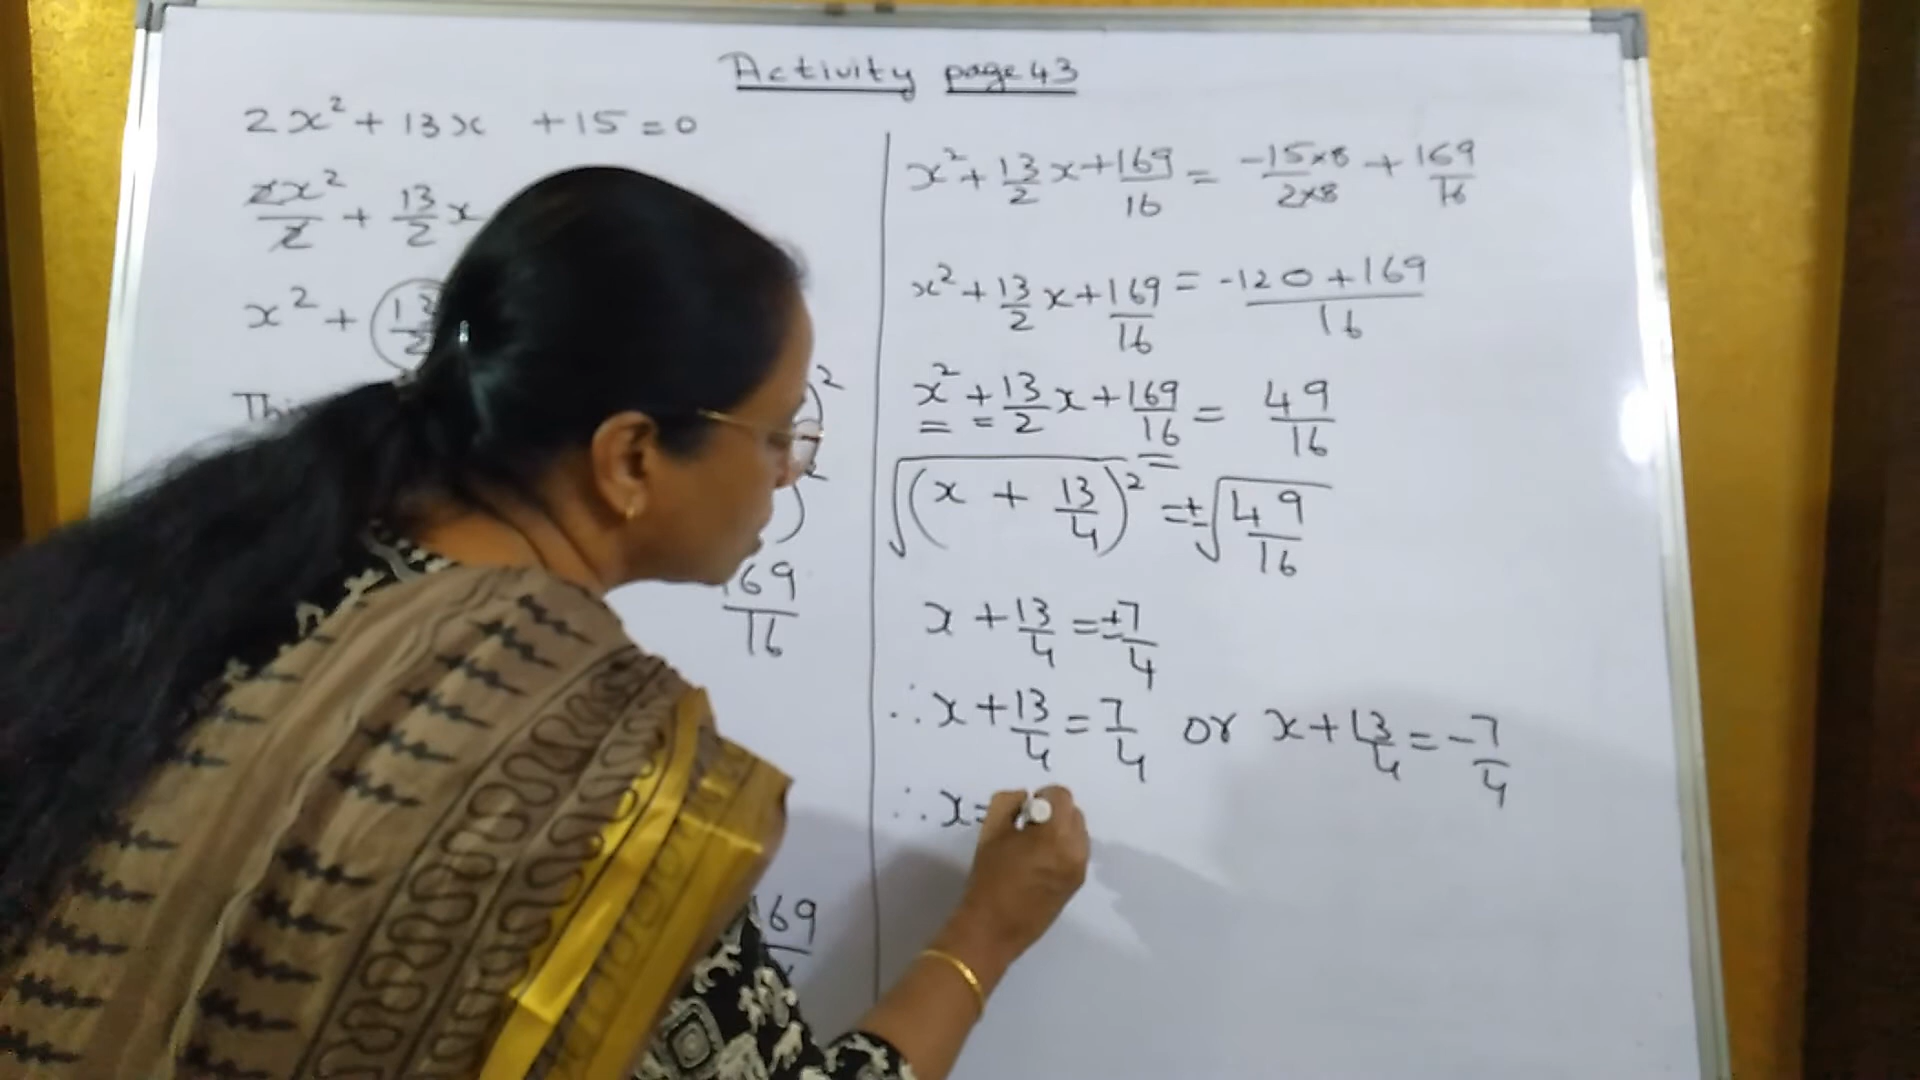 Activity page 43
2x² + 13x + 15 = 0
2x²/2 + 13/2 x
x² + 13/2
169/16
169
x² + 13/2 x + 169/16 = -15×8/2×8 + 169/16
x² + 13/2 x + 169/16 = -120 + 169/16
x² + 13/2 x + 169/16 = 49/16
√(x + 13/4)² = ±√49/16
x + 13/4 = ±7/4
∴ x + 13/4 = 7/4 or x + 13/4 = -7/4
∴ x =